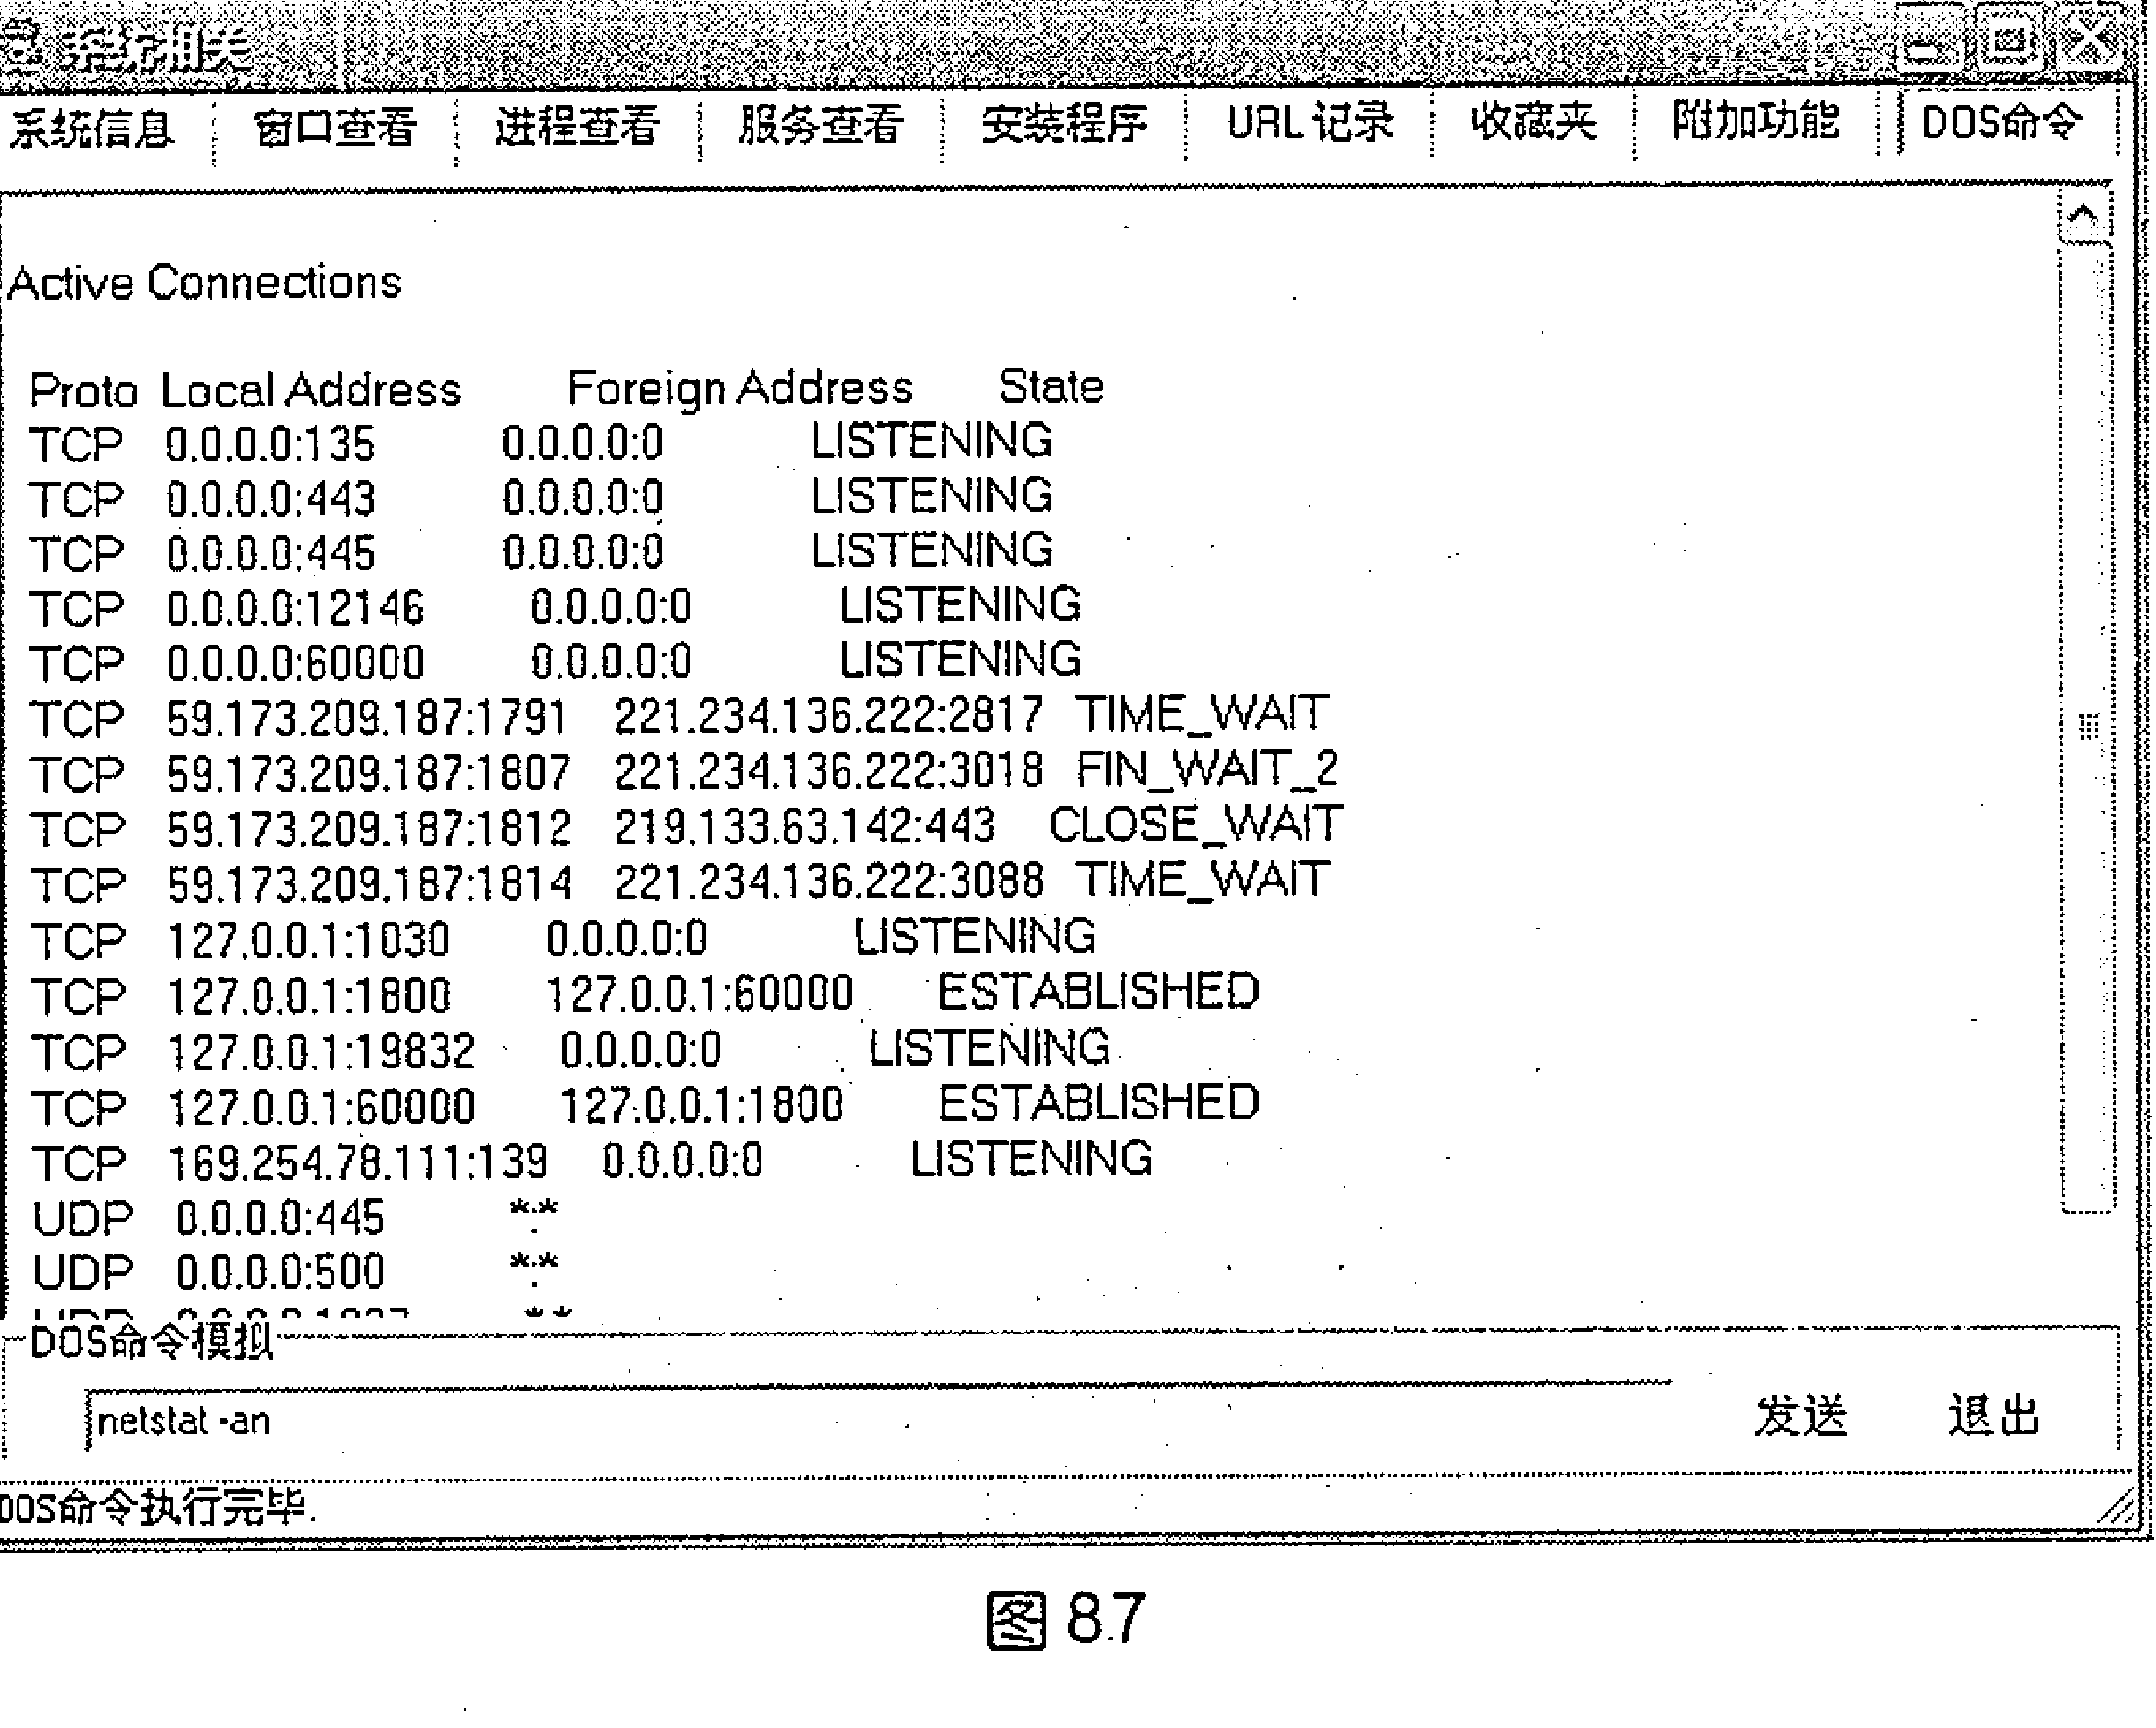 系统相关
系统信息 窗口查看 进程查看 服务查看 安装程序 URL记录 收藏夹 附加功能 DOS命令
Active Connections
Proto Local Address Foreign Address State
TCP 0.0.0.0:135 0.0.0.0:0 LISTENING
TCP 0.0.0.0:443 0.0.0.0:0 LISTENING
TCP 0.0.0.0:445 0.0.0.0:0 LISTENING
TCP 0.0.0.0:12146 0.0.0.0:0 LISTENING
TCP 0.0.0.0:60000 0.0.0.0:0 LISTENING
TCP 59.173.209.187:1791 221.234.136.222:2817 TIME_WAIT
TCP 59.173.209.187:1807 221.234.136.222:3018 FIN_WAIT_2
TCP 59.173.209.187:1812 219.133.63.142:443 CLOSE_WAIT
TCP 59.173.209.187:1814 221.234.136.222:3088 TIME_WAIT
TCP 127.0.0.1:1030 0.0.0.0:0 LISTENING
TCP 127.0.0.1:1800 127.0.0.1:60000 ESTABLISHED
TCP 127.0.0.1:19832 0.0.0.0:0 LISTENING
TCP 127.0.0.1:60000 127.0.0.1:1800 ESTABLISHED
TCP 169.254.78.111:139 0.0.0.0:0 LISTENING
UDP 0.0.0.0:445 *:*
UDP 0.0.0.0:500 *:*
DOS命令模拟
netstat -an 发送 退出
DOS命令执行完毕.
图 8.7